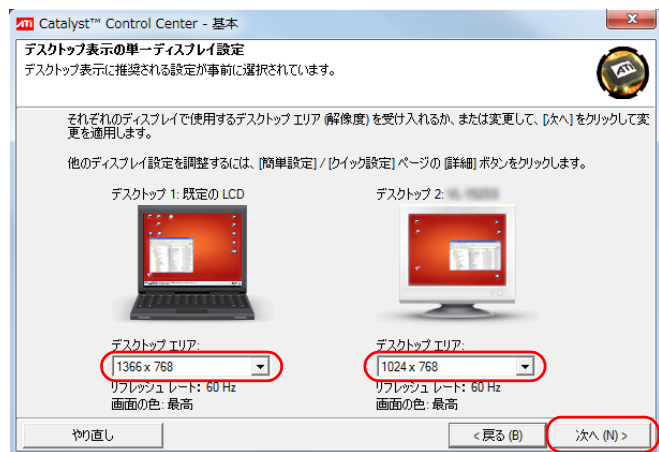 ATI Catalyst™ Control Center - 基本
デスクトップ表示の単一ディスプレイ設定
デスクトップ表示に推奨される設定が事前に選択されています。
ATI
それぞれのディスプレイで使用するデスクトップ エリア (解像度) を受け入れるか、または変更して、[次へ] をクリックして変
更を適用します。
他のディスプレイ設定を調整するには、[簡単設定] / [クイック設定] ページの [詳細] ボタンをクリックします。
デスクトップ 1: 既定の LCD
デスクトップ 2:
デスクトップ エリア:
デスクトップ エリア:
1366 x 768
1024 x 768
リフレッシュ レート: 60 Hz
リフレッシュ レート: 60 Hz
画面の色: 最高
画面の色: 最高
やり直し
< 戻る (B)
次へ (N) >